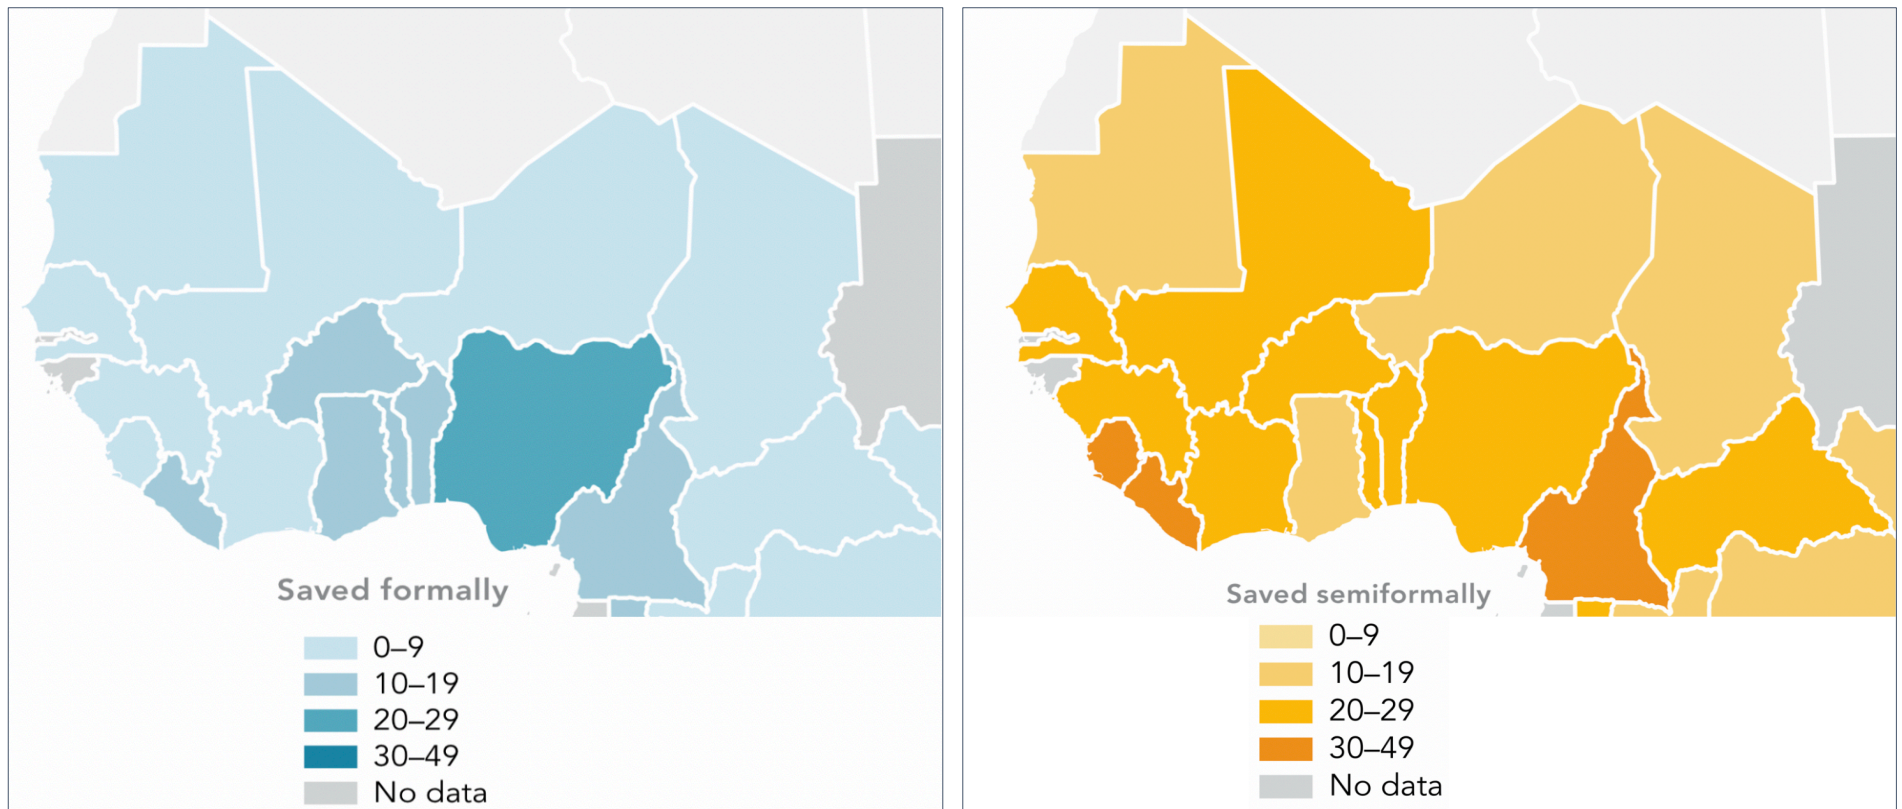 Saved formally
0–9
10–19
20–29
30–49
No data
Saved semiformally
0–9
10–19
20–29
30–49
No data